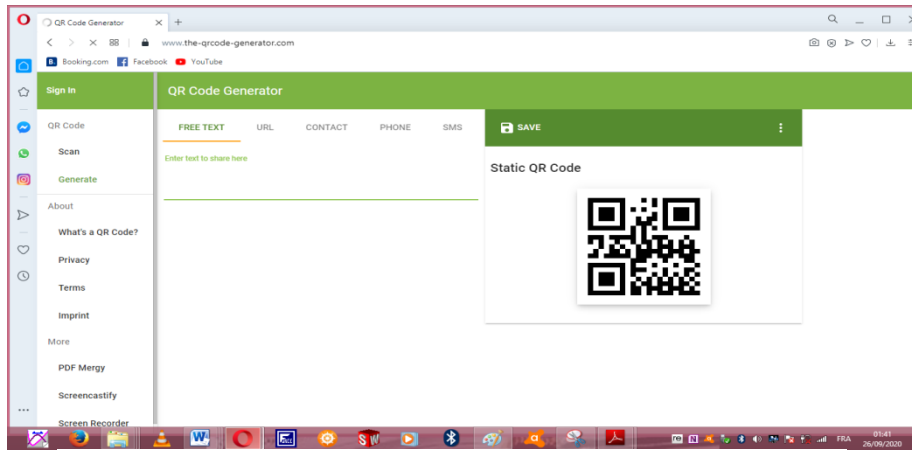 QR Code Generator
www.the-qrcode-generator.com
Booking.com Facebook YouTube
Sign In
QR Code Generator
QR Code
Scan
Generate
About
What's a QR Code?
Privacy
Terms
Imprint
More
PDF Mergy
Screencastify
Screen Recorder
FREE TEXT URL CONTACT PHONE SMS
Enter text to share here
SAVE
Static QR Code
FRA
01:41
26/09/2020